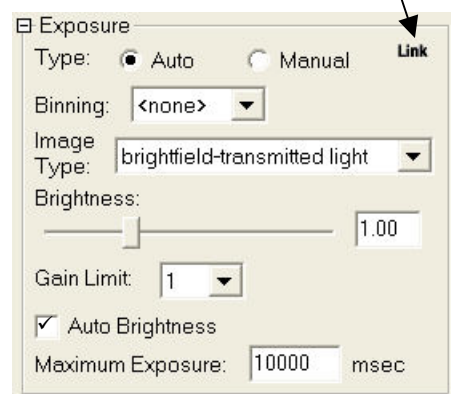 Exposure
Type: Auto Manual Link
Binning: <none>
Image Type: brightfield-transmitted light
Brightness:
1.00
Gain Limit: 1
Auto Brightness
Maximum Exposure: 10000 msec